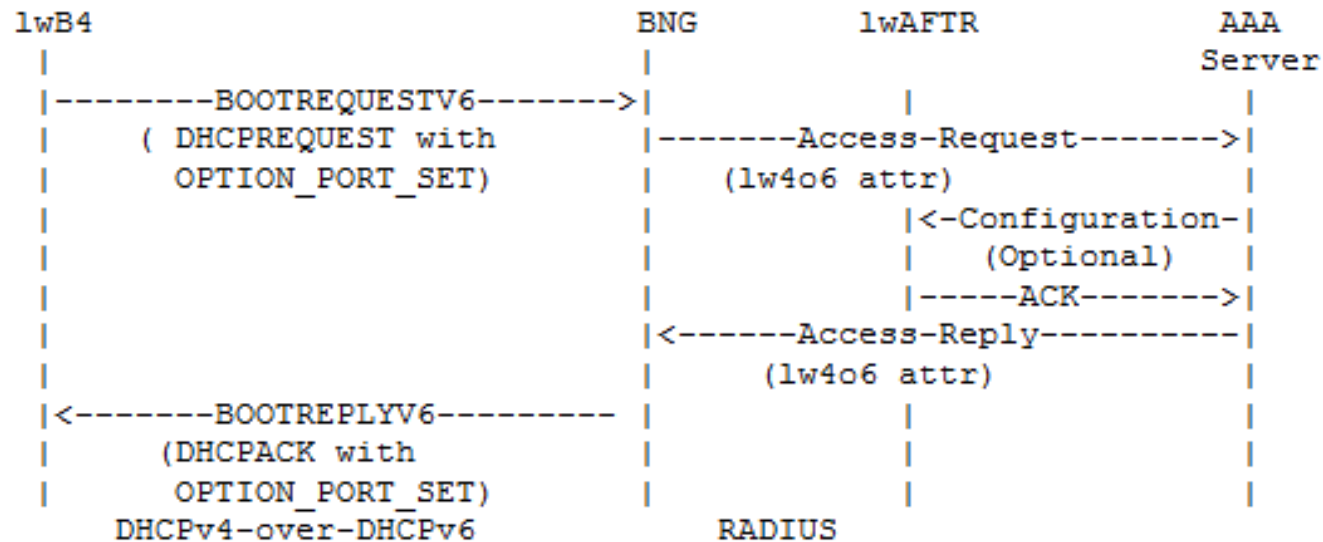 lwB4 BNG lwAFTR AAA
| | Server
|--------BOOTREQUESTV6------->| | |
| ( DHCPREQUEST with |-------Access-Request------->|
| OPTION_PORT_SET) | (lw4o6 attr) |
| | |<-Configuration-|
| | | (Optional) |
| | |-----ACK------->|
| |<------Access-Reply----------|
| | (lw4o6 attr) |
|<-------BOOTREPLYV6--------- | | |
| (DHCPACK with | | |
| OPTION_PORT_SET) | | |
DHCPv4-over-DHCPv6 RADIUS